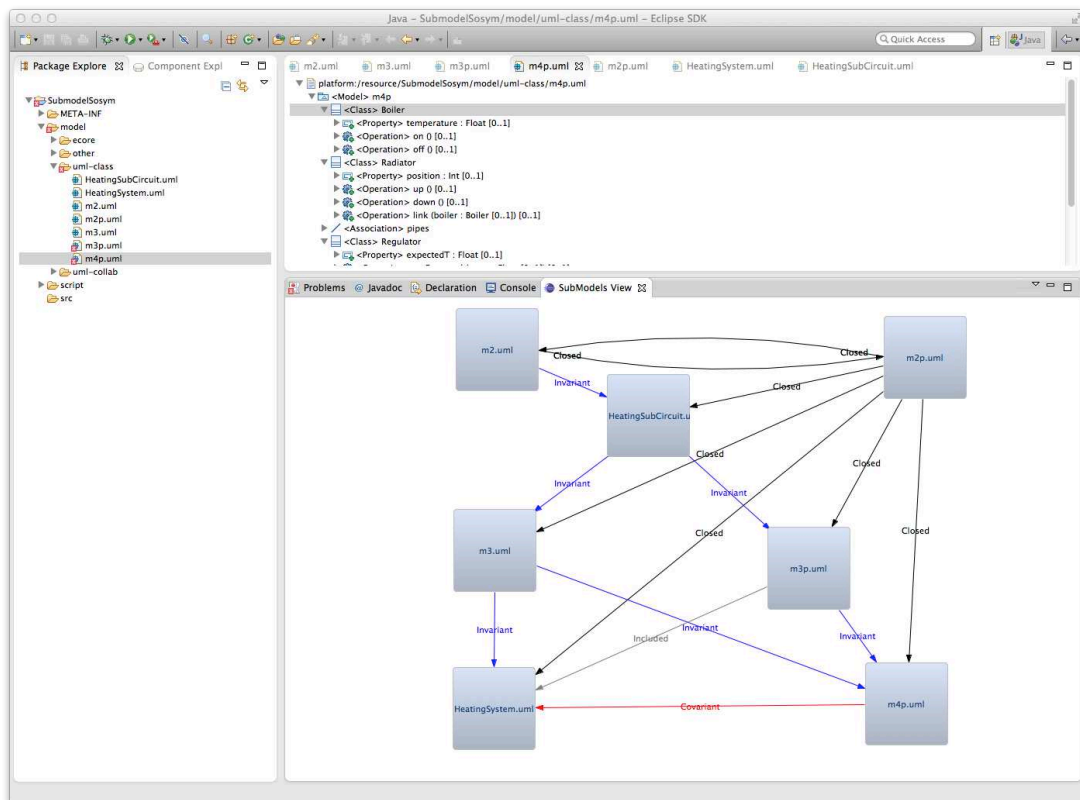 Java - SubmodelSosym/model/uml-class/m4p.uml - Eclipse SDK
Quick Access
Java
Package Explorer
Component Expl
m2.uml
m3.uml
m3p.uml
m4p.uml
m2p.uml
HeatingSystem.uml
HeatingSubCircuit.uml
SubmodelSosym
META-INF
model
ecore
other
uml-class
HeatingSubCircuit.uml
HeatingSystem.uml
m2.uml
m2p.uml
m3.uml
m3p.uml
m4p.uml
uml-collab
script
src
platform:/resource/SubmodelSosym/model/uml-class/m4p.uml
<Model> m4p
<Class> Boiler
<Property> temperature : Float [0..1]
<Operation> on () [0..1]
<Operation> off () [0..1]
<Class> Radiator
<Property> position : Int [0..1]
<Operation> up () [0..1]
<Operation> down () [0..1]
<Operation> link (boiler : Boiler [0..1]) [0..1]
<Association> pipes
<Class> Regulator
<Property> expectedT : Float [0..1]
Problems
Javadoc
Declaration
Console
SubModels View
m2.uml
Closed
Closed
m2p.uml
Invariant
Closed
HeatingSubCircuit.u
Closed
Closed
Invariant
Invariant
Closed
Closed
m3.uml
m3p.uml
Invariant
Included
Invariant
Invariant
HeatingSystem.uml
Covariant
m4p.uml